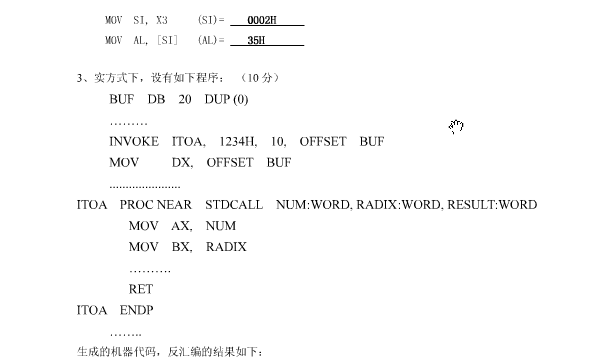 MOV SI, X3 (SI)= 0002H
MOV AL, [SI] (AL)= 35H
3、实方式下，设有如下程序： （10分）
BUF DB 20 DUP (0)
………
INVOKE ITOA, 1234H, 10, OFFSET BUF
MOV DX, OFFSET BUF
......................
ITOA PROC NEAR STDCALL NUM:WORD, RADIX:WORD, RESULT:WORD
MOV AX, NUM
MOV BX, RADIX
……….
RET
ITOA ENDP
……..
生成的机器代码，反汇编的结果如下：